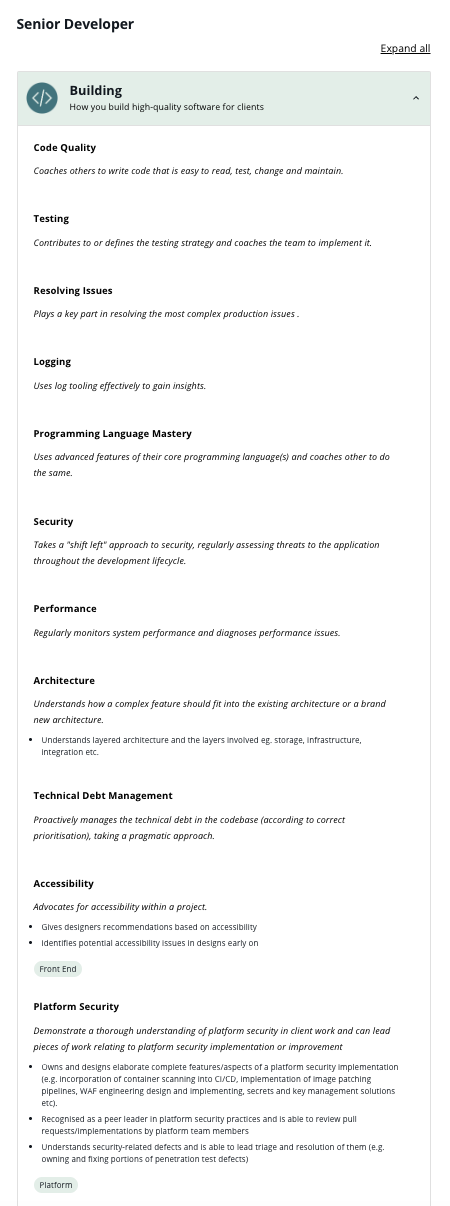 Senior Developer
Expand all
Building
How you build high-quality software for clients
Code Quality
Coaches others to write code that is easy to read, test, change and maintain.
Testing
Contributes to or defines the testing strategy and coaches the team to implement it.
Resolving Issues
Plays a key part in resolving the most complex production issues .
Logging
Uses log tooling effectively to gain insights.
Programming Language Mastery
Uses advanced features of their core programming language(s) and coaches other to do
the same.
Security
Takes a "shift left" approach to security, regularly assessing threats to the application
throughout the development lifecycle.
Performance
Regularly monitors system performance and diagnoses performance issues.
Architecture
Understands how a complex feature should fit into the existing architecture or a brand
new architecture.
• Understands layered architecture and the layers involved eg. storage, infrastructure,
integration etc.
Technical Debt Management
Proactively manages the technical debt in the codebase (according to correct
prioritisation), taking a pragmatic approach.
Accessibility
Advocates for accessibility within a project.
• Gives designers recommendations based on accessibility
• Identifies potential accessibility issues in designs early on
Front End
Platform Security
Demonstrate a thorough understanding of platform security in client work and can lead
pieces of work relating to platform security implementation or improvement
• Owns and designs elaborate complete features/aspects of a platform security implementation
(e.g. incorporation of container scanning into CI/CD, implementation of image patching
pipelines, WAF engineering design and implementing, secrets and key management solutions
etc).
• Recognised as a peer leader in platform security practices and is able to review pull
requests/implementations by platform team members
• Understands security-related defects and is able to lead triage and resolution of them (e.g.
owning and fixing portions of penetration test defects)
Platform